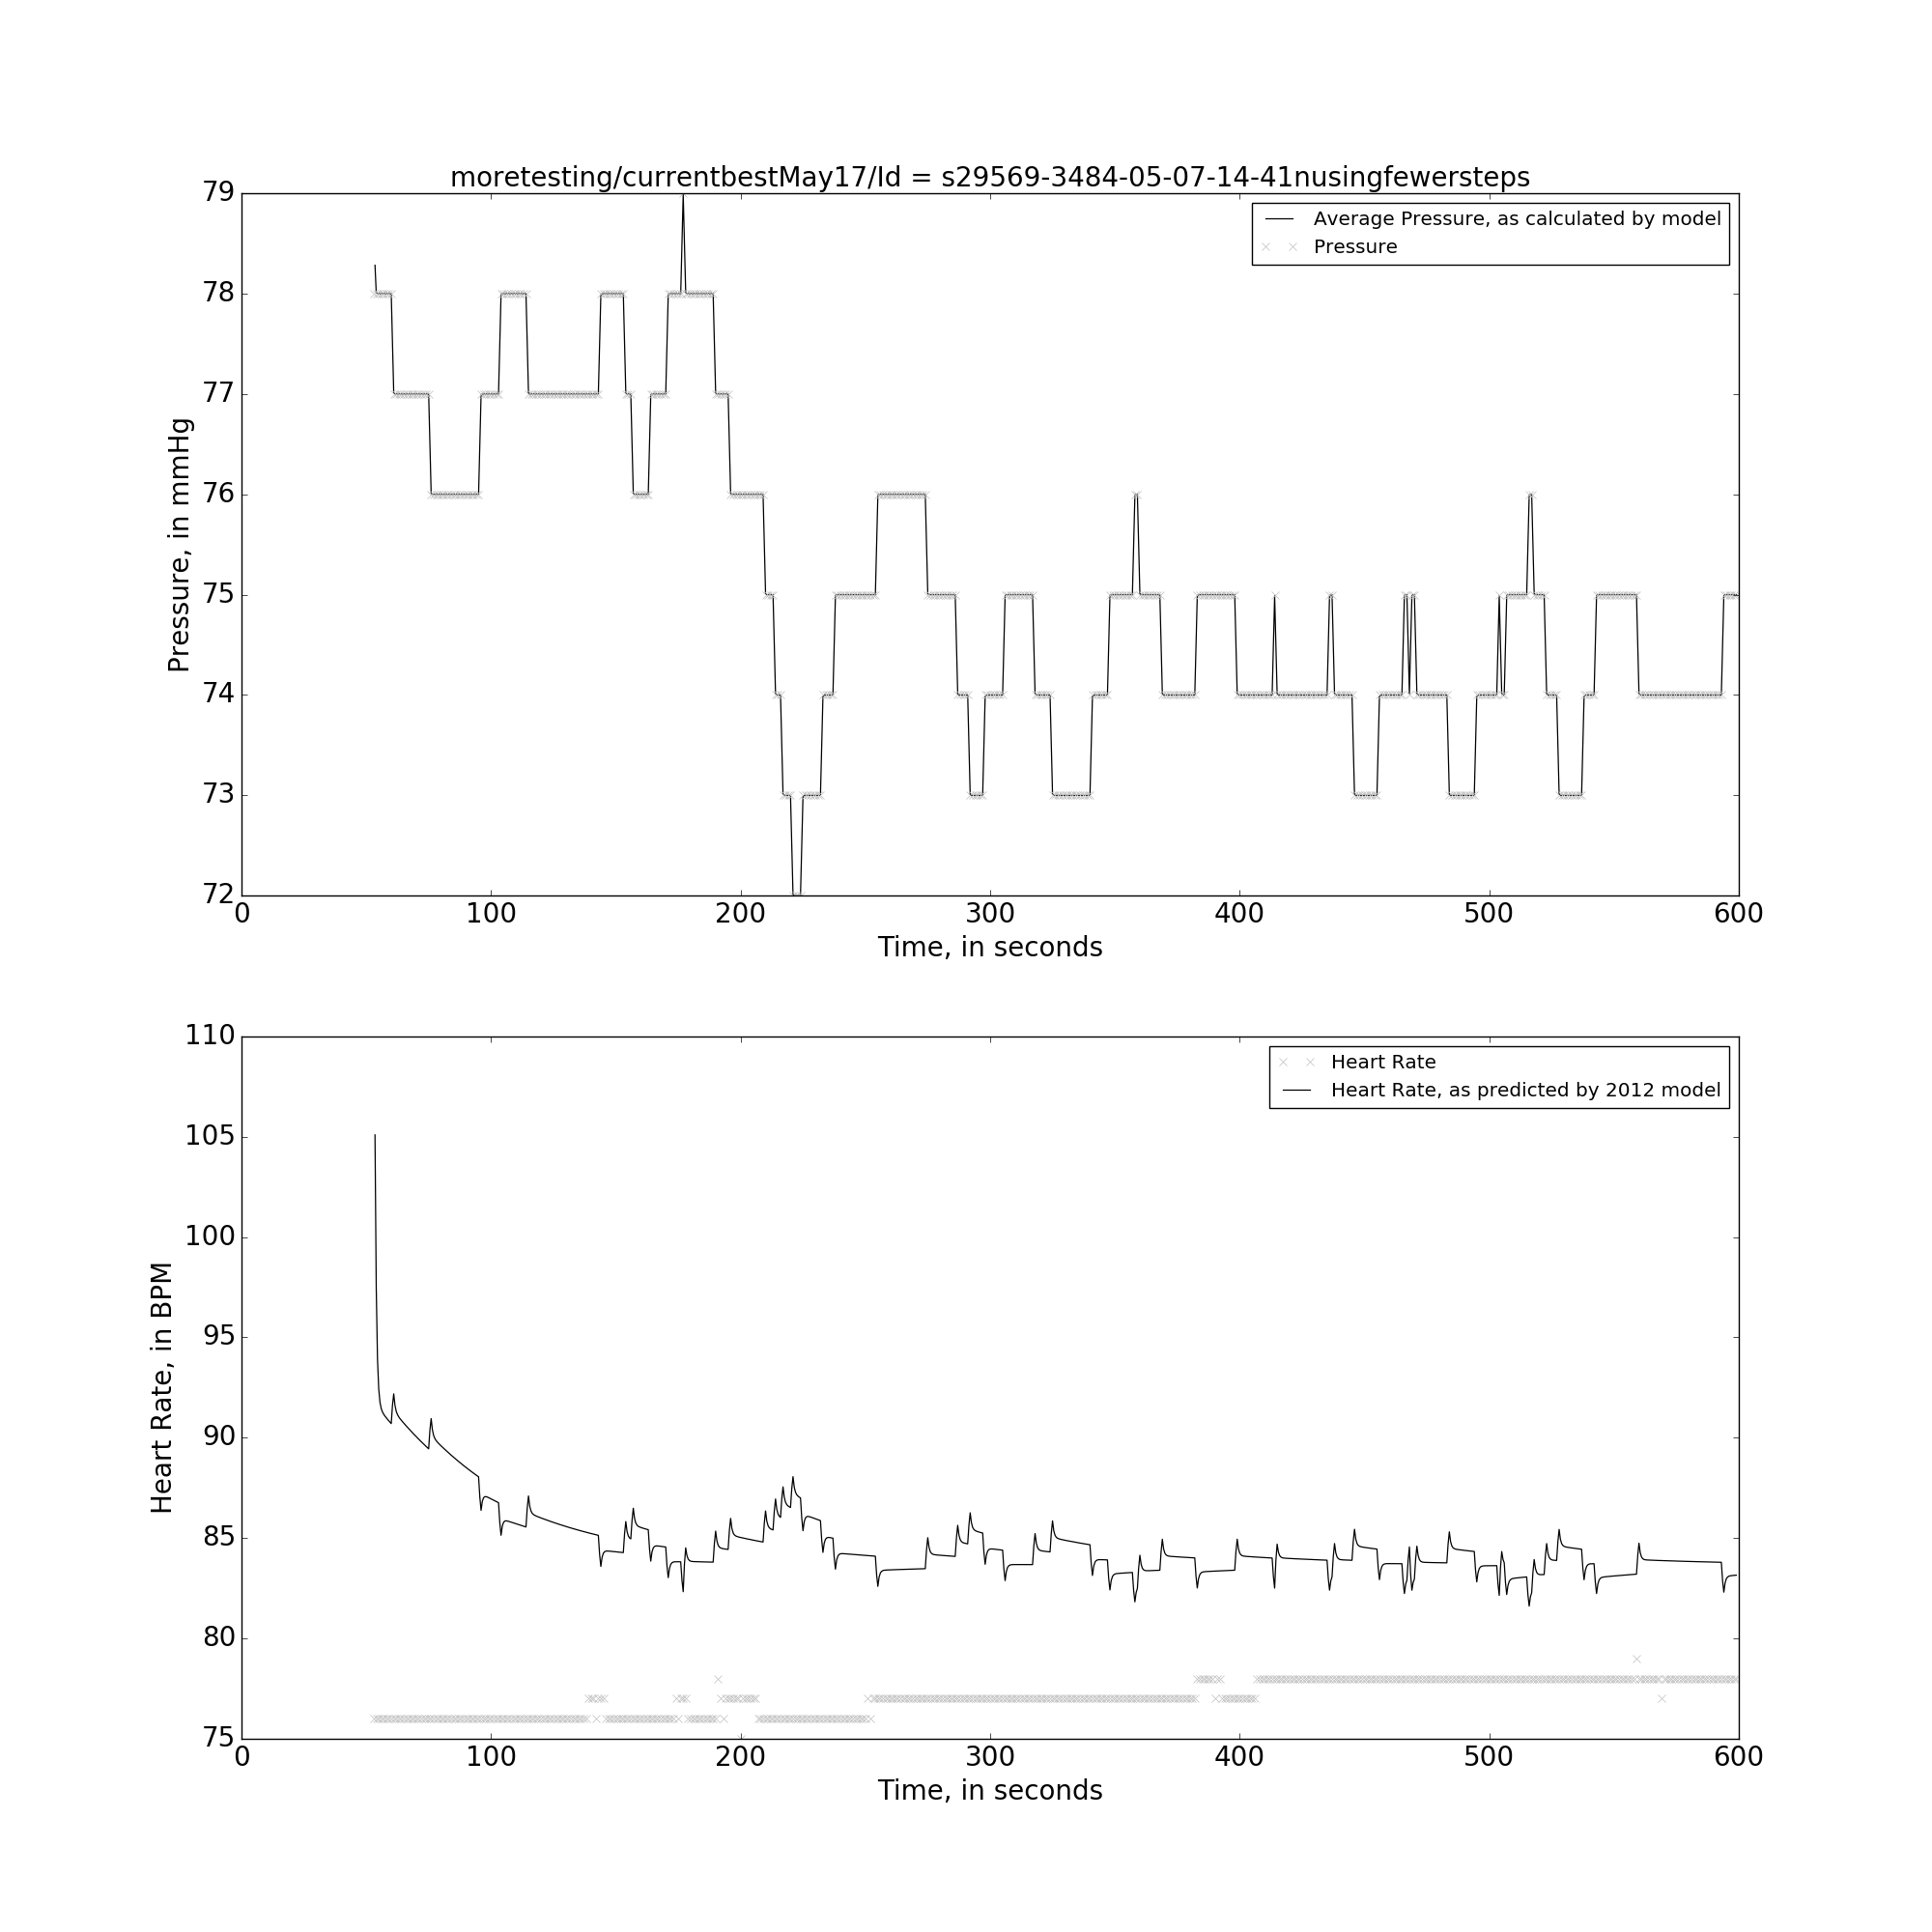 moretesting/currentbestMay17/Id = s29569-3484-05-07-14-41nusingfewersteps
79
78
77
76
75
74
73
72
Pressure, in mmHg
Average Pressure, as calculated by model
Pressure
0 100 200 300 400 500 600
Time, in seconds
110
105
100
95
90
85
80
75
Heart Rate, in BPM
Heart Rate
Heart Rate, as predicted by 2012 model
0 100 200 300 400 500 600
Time, in seconds